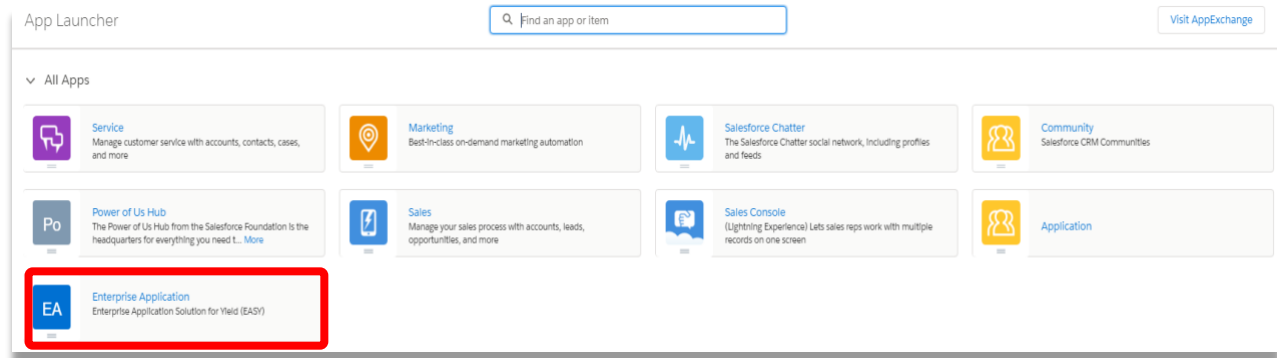 App Launcher
Find an app or item
Visit AppExchange
All Apps
Service
Manage customer service with accounts, contacts, cases,
and more
Marketing
Best-in-class on-demand marketing automation
Salesforce Chatter
The Salesforce Chatter social network, including profiles
and feeds
Community
Salesforce CRM Communities
Po
Power of Us Hub
The Power of Us Hub from the Salesforce Foundation is the
headquarters for everything you need t... More
Sales
Manage your sales process with accounts, leads,
opportunities, and more
Sales Console
(Lightning Experience) Lets sales reps work with multiple
records on one screen
Application
EA
Enterprise Application
Enterprise Application Solution for Yield (EASY)